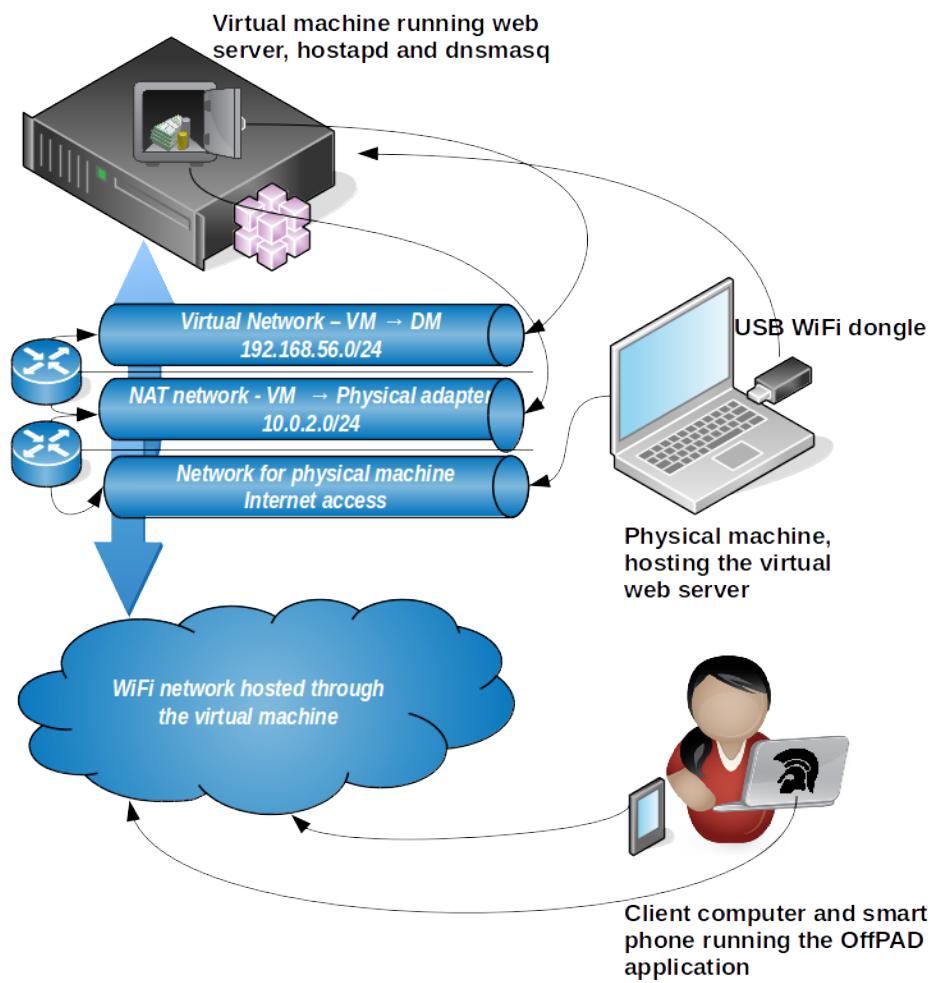 Virtual machine running web
server, hostapd and dnsmasq
Virtual Network – VM → DM
192.168.56.0/24
USB WiFi dongle
NAT network - VM → Physical adapter
10.0.2.0/24
Network for physical machine
Internet access
Physical machine,
hosting the virtual
web server
WiFi network hosted through
the virtual machine
Client computer and smart
phone running the OffPAD
application